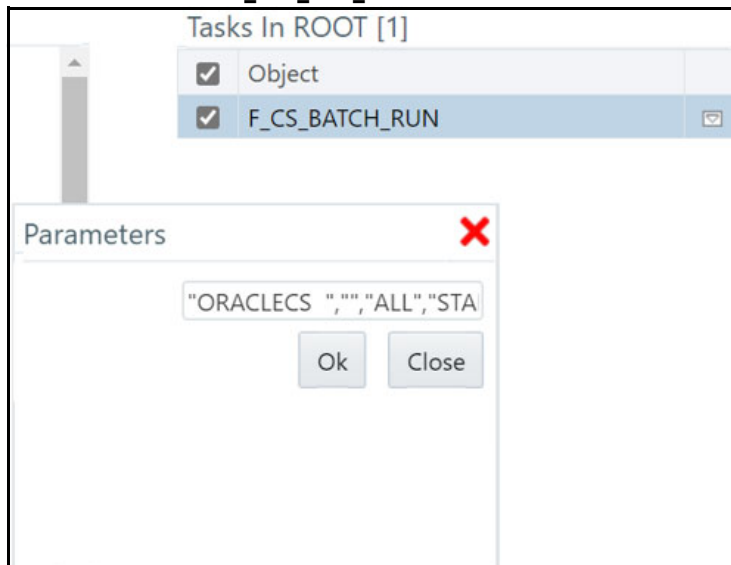 Tasks In ROOT [1]
Object
F_CS_BATCH_RUN
Parameters
"ORACLECS ","","ALL","STA
Ok Close